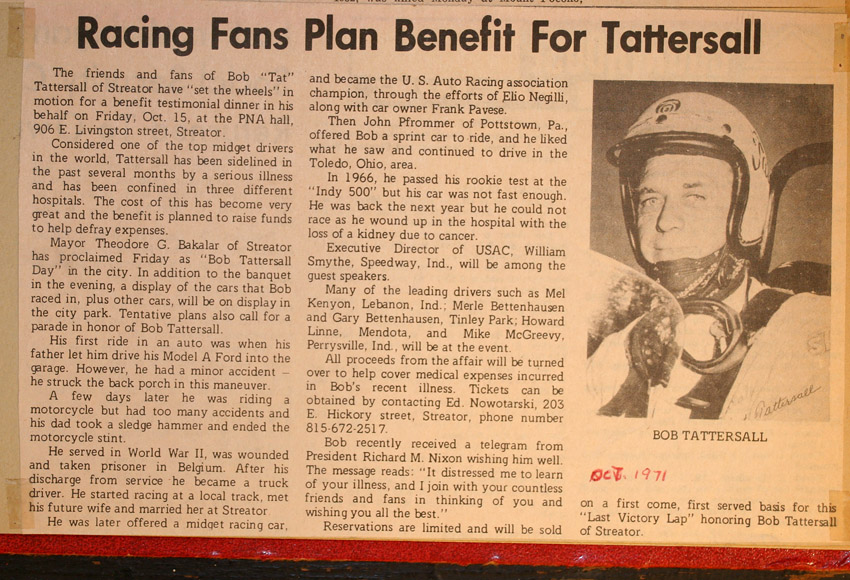 was killed Monday at Mount Pocono,
Racing Fans Plan Benefit For Tattersall
The friends and fans of Bob "Tat"
Tattersall of Streator have "set the wheels" in
motion for a benefit testimonial dinner in his
behalf on Friday, Oct. 15, at the PNA hall,
906 E. Livingston street, Streator.
Considered one of the top midget drivers
in the world, Tattersall has been sidelined in
the past several months by a serious illness
and has been confined in three different
hospitals. The cost of this has become very
great and the benefit is planned to raise funds
to help defray expenses.
Mayor Theodore G. Bakalar of Streator
has proclaimed Friday as "Bob Tattersall
Day" in the city. In addition to the banquet
in the evening, a display of the cars that Bob
raced in, plus other cars, will be on display in
the city park. Tentative plans also call for a
parade in honor of Bob Tattersall.
His first ride in an auto was when his
father let him drive his Model A Ford into the
garage. However, he had a minor accident —
he struck the back porch in this maneuver.
A few days later he was riding a
motorcycle but had too many accidents and
his dad took a sledge hammer and ended the
motorcycle stint.
He served in World War II, was wounded
and taken prisoner in Belgium. After his
discharge from service he became a truck
driver. He started racing at a local track, met
his future wife and married her at Streator
He was later offered a midget racing car,
and became the U. S. Auto Racing association
champion, through the efforts of Elio Negilli,
along with car owner Frank Pavese.
Then John Pfrommer of Pottstown, Pa.,
offered Bob a sprint car to ride, and he liked
what he saw and continued to drive in the
Toledo, Ohio, area.
In 1966, he passed his rookie test at the
"Indy 500" but his car was not fast enough.
He was back the next year but he could not
race as he wound up in the hospital with the
loss of a kidney due to cancer.
Executive Director of USAC, William
Smythe, Speedway, Ind., will be among the
guest speakers.
Many of the leading drivers such as Mel
Kenyon, Lebanon, Ind.; Merle Bettenhausen
and Gary Bettenhausen, Tinley Park; Howard
Linne, Mendota, and Mike McGreevy,
Perrysville, Ind., will be at the event.
All proceeds from the affair will be turned
over to help cover medical expenses incurred
in Bob's recent illness. Tickets can be
obtained by contacting Ed. Nowotarski, 203
E. Hickory street, Streator, phone number
815-672-2517.
Bob recently received a telegram from
President Richard M. Nixon wishing him well.
The message reads: "It distressed me to learn
of your illness, and I join with your countless
friends and fans in thinking of you and
wishing you all the best."
Reservations are limited and will be sold
Tattersall
BOB TATTERSALL
OCT. 1971
on a first come, first served basis for this
"Last Victory Lap" honoring Bob Tattersall
of Streator.